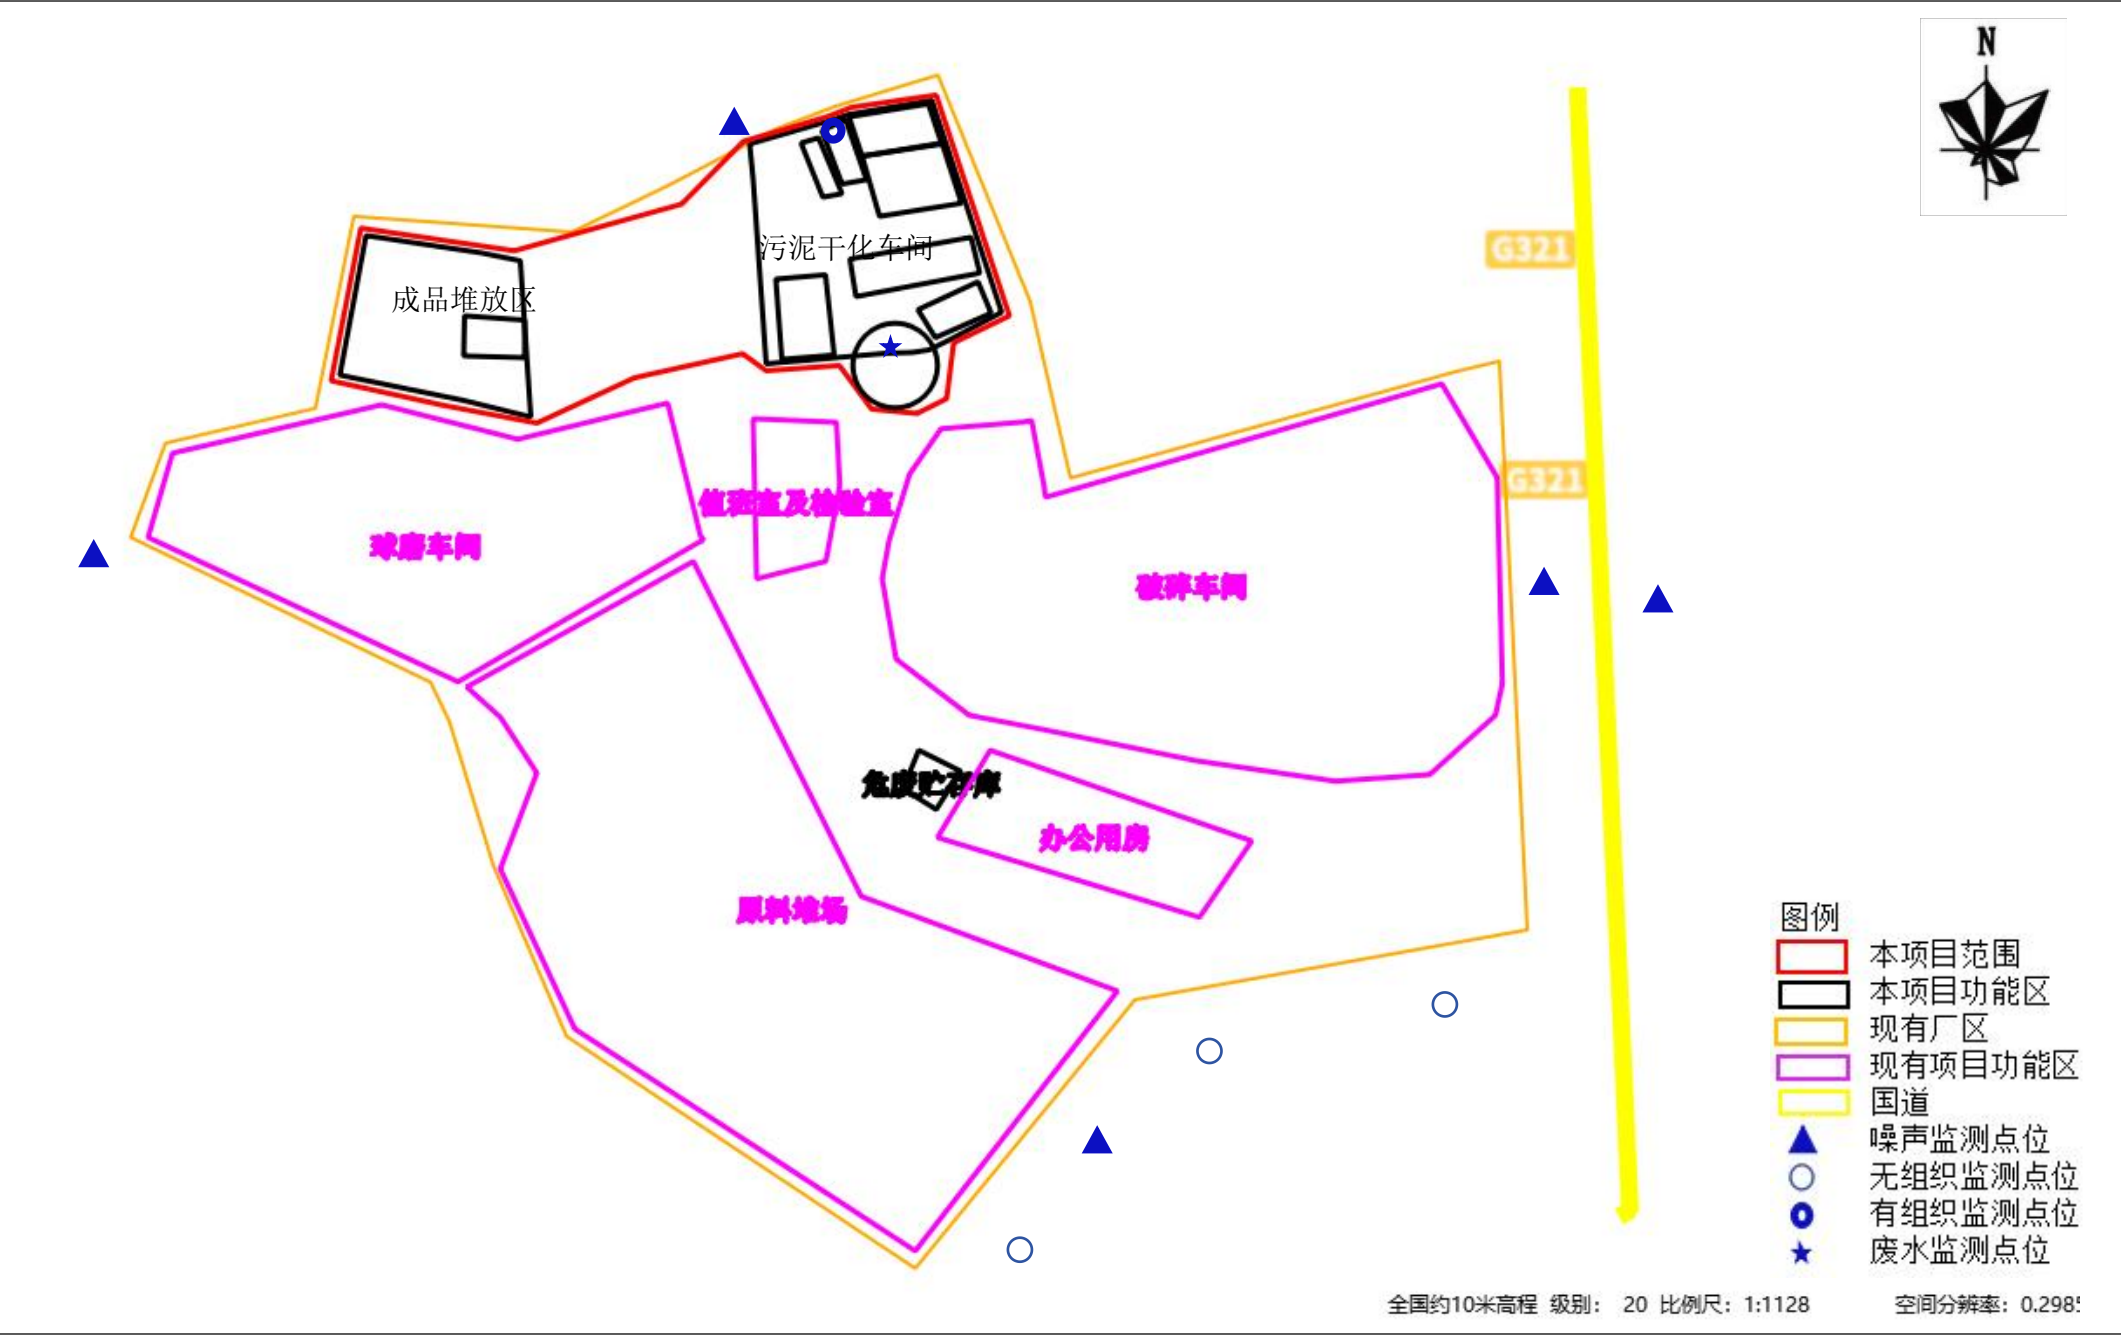 N
G321
污泥干化车间
成品堆放区
G321
值班室及检验室
球磨车间
破碎车间
危废贮存库
办公用房
原料堆场
图例
本项目范围
本项目功能区
现有厂区
现有项目功能区
国道
噪声监测点位
无组织监测点位
有组织监测点位
废水监测点位
全国约10米高程 级别： 20 比例尺：1:1128 空间分辨率：0.298